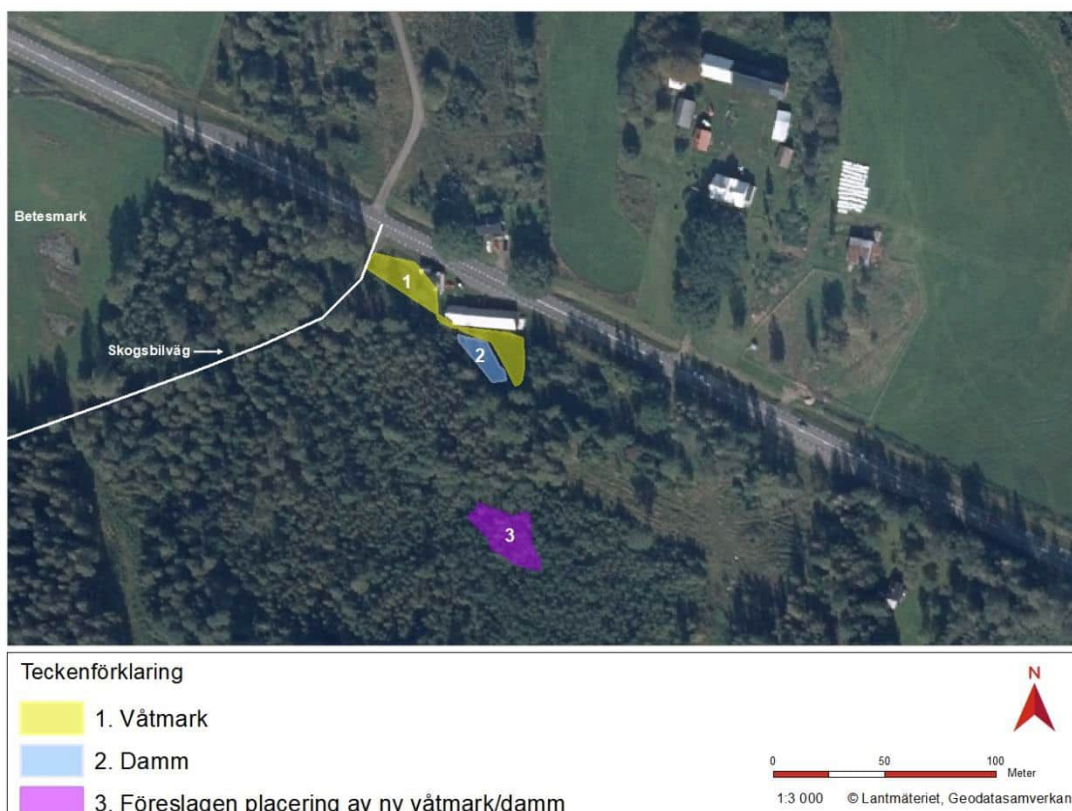 Betesmark
1
Skogsbilväg
2
3
Teckenförklaring
N
1. Våtmark
2. Damm
3. Föreslagen placering av ny våtmark/damm
0 50 100
Meter
1:3 000 © Lantmäteriet, Geodatasamverkan